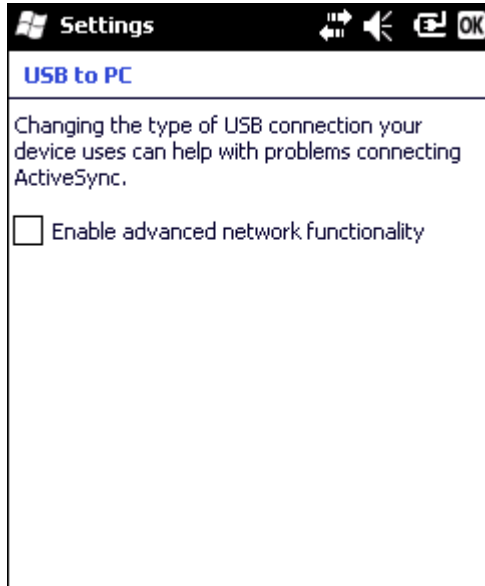 Settings
OK
USB to PC
Changing the type of USB connection your
device uses can help with problems connecting
ActiveSync.
Enable advanced network functionality